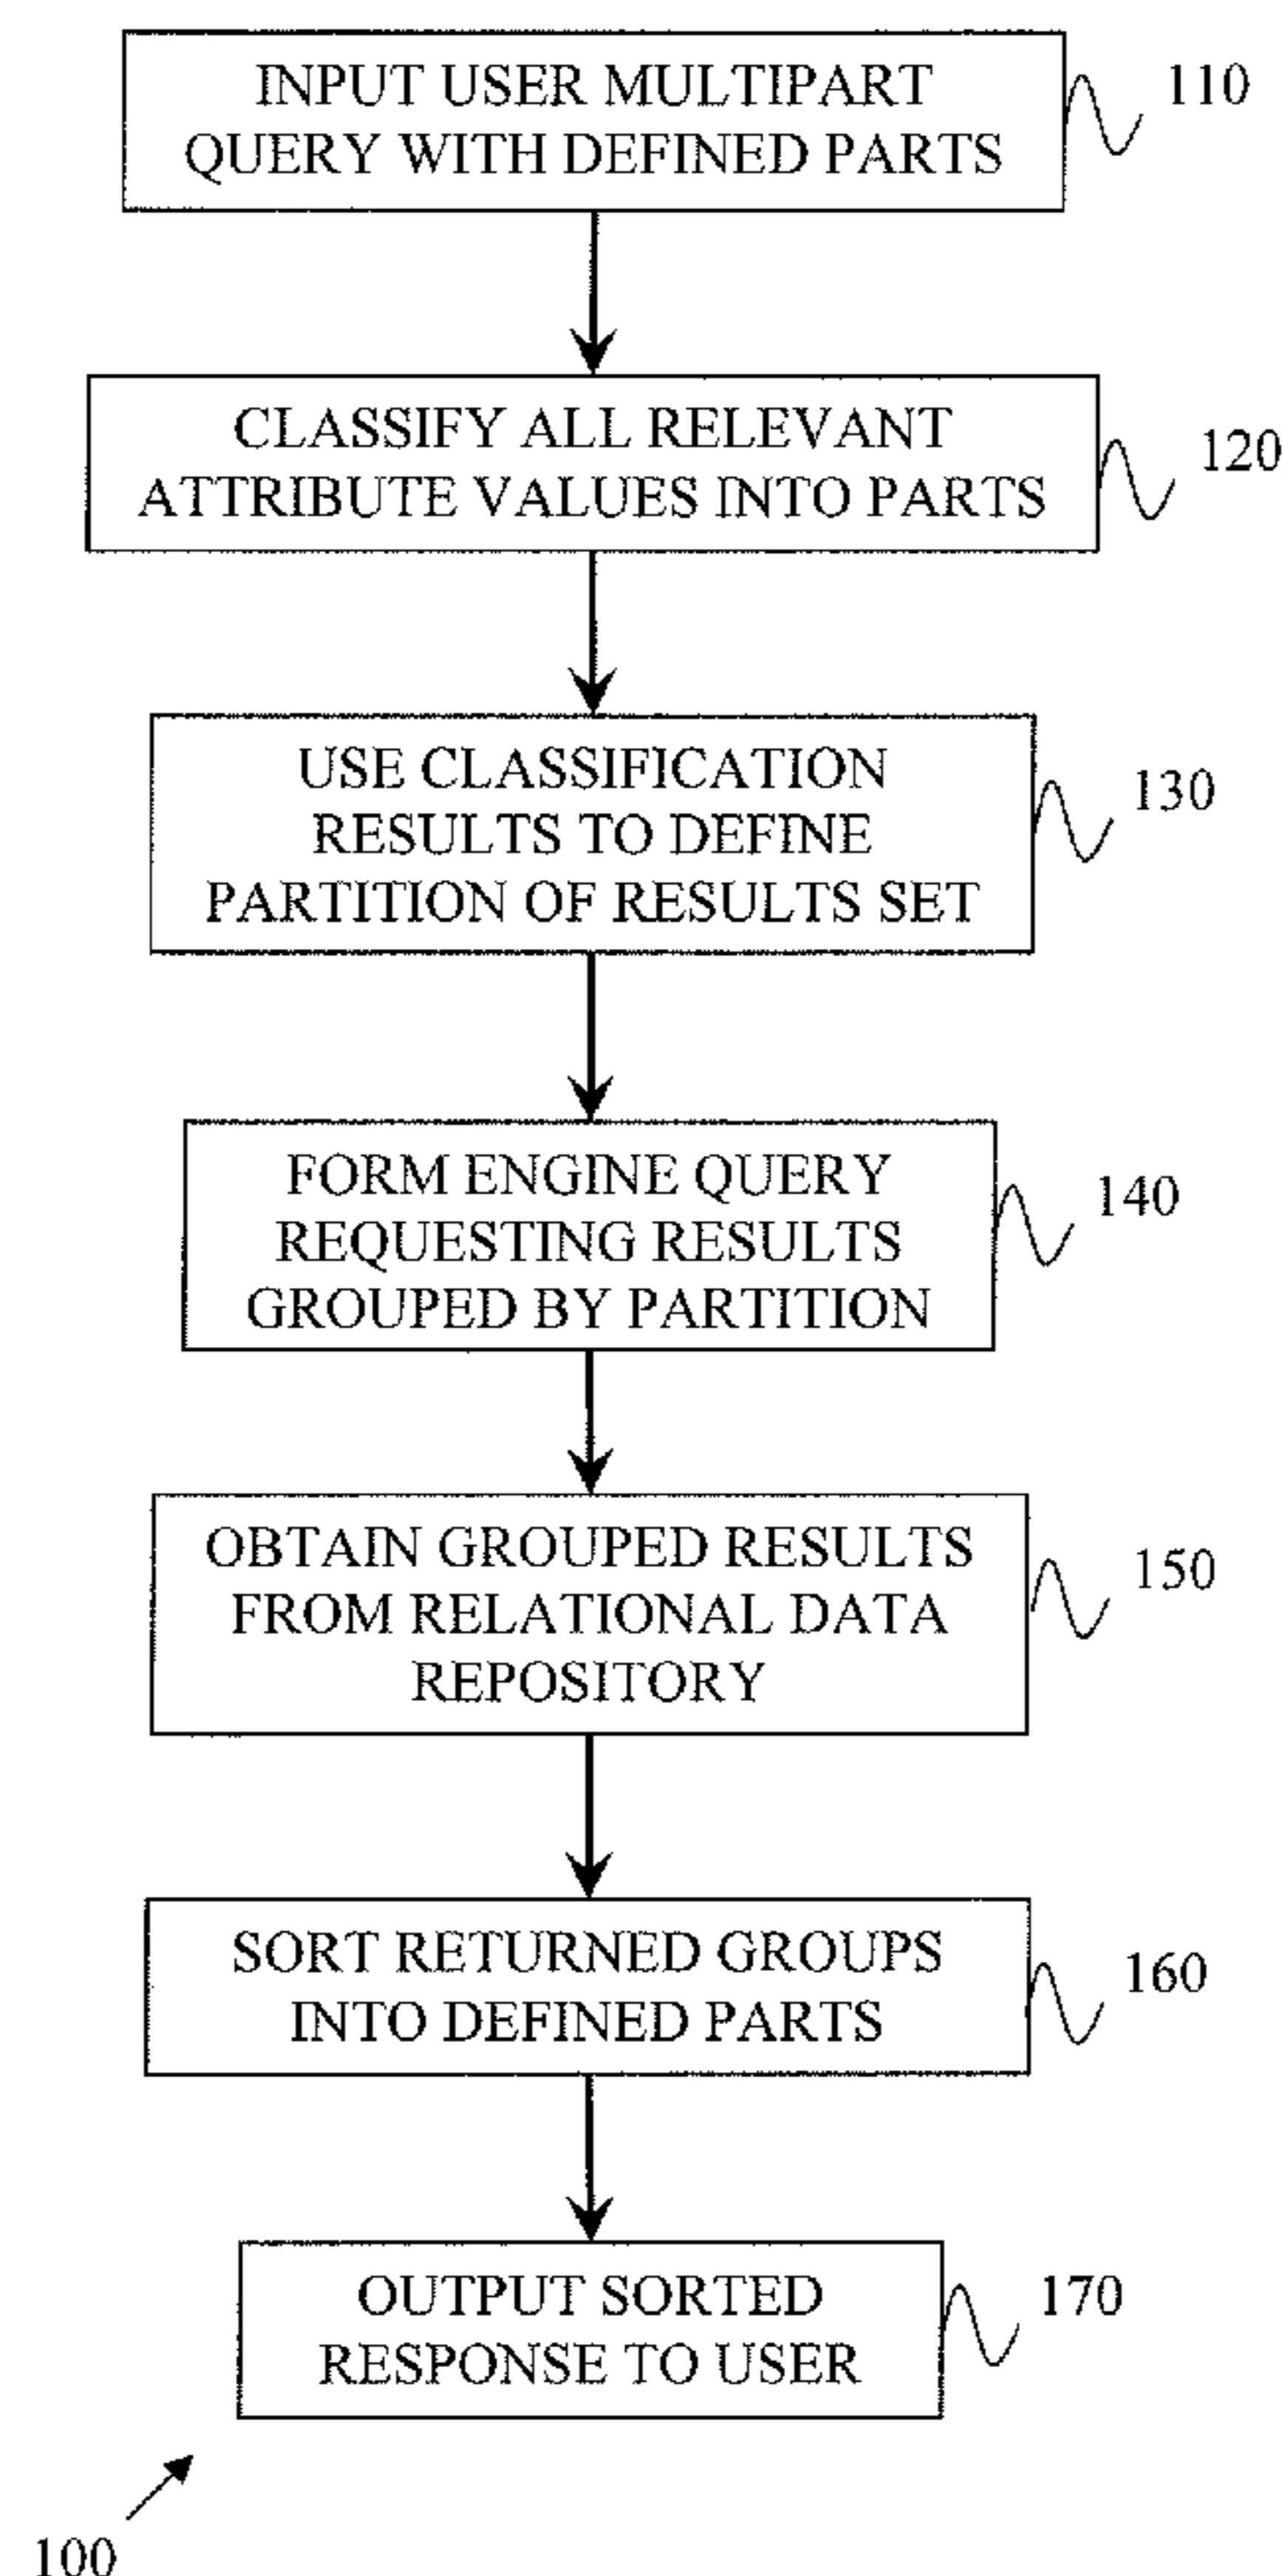 INPUT USER MULTIPART
QUERY WITH DEFINED PARTS
110
CLASSIFY ALL RELEVANT
ATTRIBUTE VALUES INTO PARTS
120
USE CLASSIFICATION
RESULTS TO DEFINE
PARTITION OF RESULTS SET
130
FORM ENGINE QUERY
REQUESTING RESULTS
GROUPED BY PARTITION
140
OBTAIN GROUPED RESULTS
FROM RELATIONAL DATA
REPOSITORY
150
SORT RETURNED GROUPS
INTO DEFINED PARTS
160
OUTPUT SORTED
RESPONSE TO USER
170
100